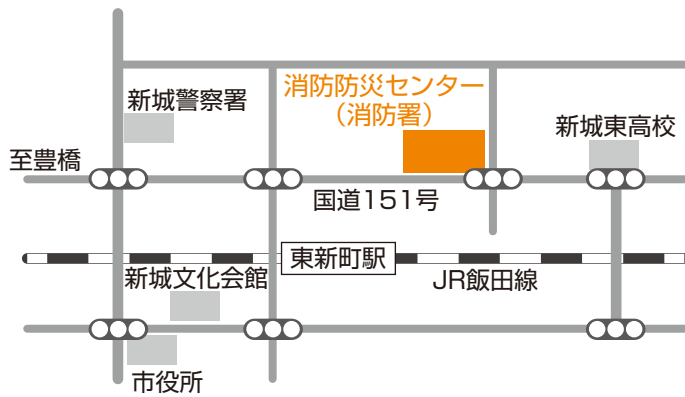 消防防災センター
（消防署）
新城警察署
新城東高校
至豊橋
国道151号
東新町駅
JR飯田線
新城文化会館
市役所